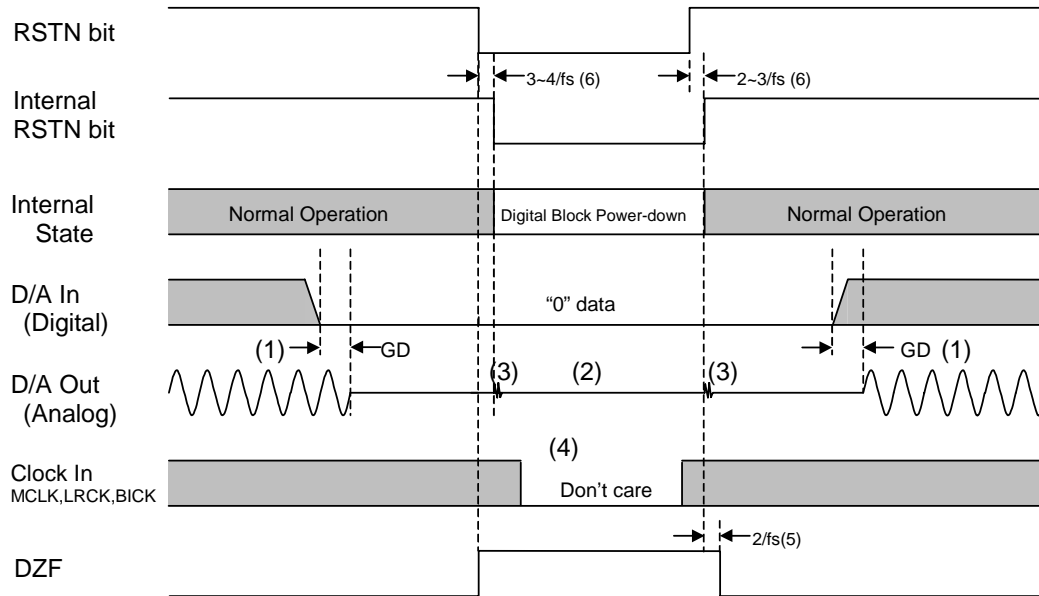 RSTN bit
3~4/fs (6)
2~3/fs (6)
Internal
RSTN bit
Internal
State
Normal Operation
Digital Block Power-down
Normal Operation
D/A In
(Digital)
“0” data
(1)
GD
GD
(1)
D/A Out
(Analog)
(3)
(2)
(3)
(4)
Clock In
MCLK,LRCK,BICK
Don’t care
2/fs(5)
DZF